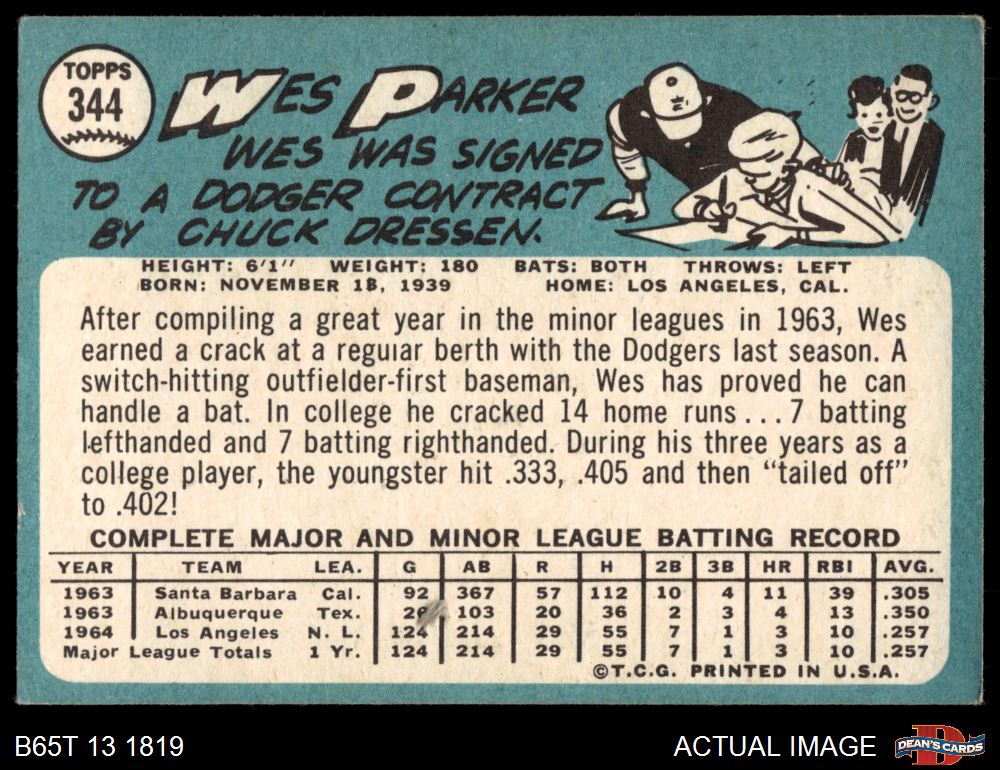 TOPPS
344
WES PARKER
WES WAS SIGNED
TO A DODGER CONTRACT
BY CHUCK DRESSEN.
HEIGHT: 6'1" WEIGHT: 180 BATS: BOTH THROWS: LEFT
BORN: NOVEMBER 13, 1939 HOME: LOS ANGELES, CAL.
After compiling a great year in the minor leagues in 1963, Wes
earned a crack at a regular berth with the Dodgers last season. A
switch-hitting outfielder-first baseman, Wes has proved he can
handle a bat. In college he cracked 14 home runs...7 batting
lefthanded and 7 batting righthanded. During his three years as a
college player, the youngster hit .333, .405 and then “tailed off”
to .402!
COMPLETE MAJOR AND MINOR LEAGUE BATTING RECORD
YEAR TEAM LEA. G AB R H 2B 3B HR RBI AVG.
1963 Santa Barbara Cal. 92 367 57 112 10 4 11 39 .305
1963 Albuquerque Tex. 103 20 36 2 3 4 13 .350
1964 Los Angeles N. L. 124 214 29 55 7 1 3 10 .257
Major League Totals 1 Yr. 124 214 29 55 7 1 3 10 .257
©T.C.G. PRINTED IN U.S.A.
B65T 13 1819 ACTUAL IMAGE DEAN'S CARDS